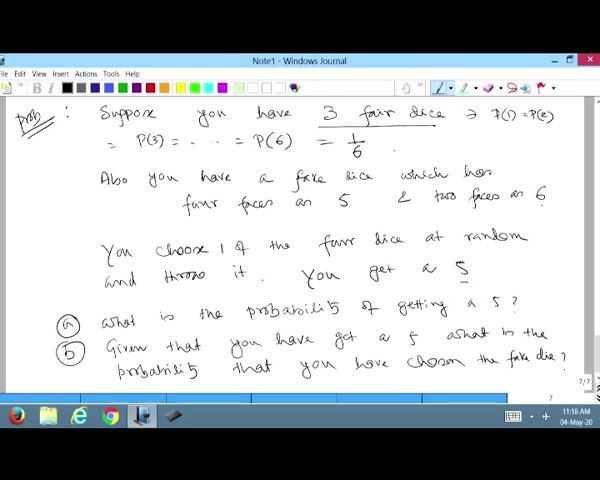 Note1 - Windows Journal
File Edit View Insert Actions Tools Help
Prob : Suppose you have 3 fair dice → P(1) = P(2)
= P(3) = ... = P(6) = 1/6 .
Also you have a fake dice which has
four faces as 5 & two faces as 6
You choose 1 of the four dice at random
and throw it. You get a 5
(a) What is the probability of getting a 5?
(b) Given that you have got a 5 what is the
probability that you have chosen the fake die?
7/7
7
11:18 AM
04-May-20